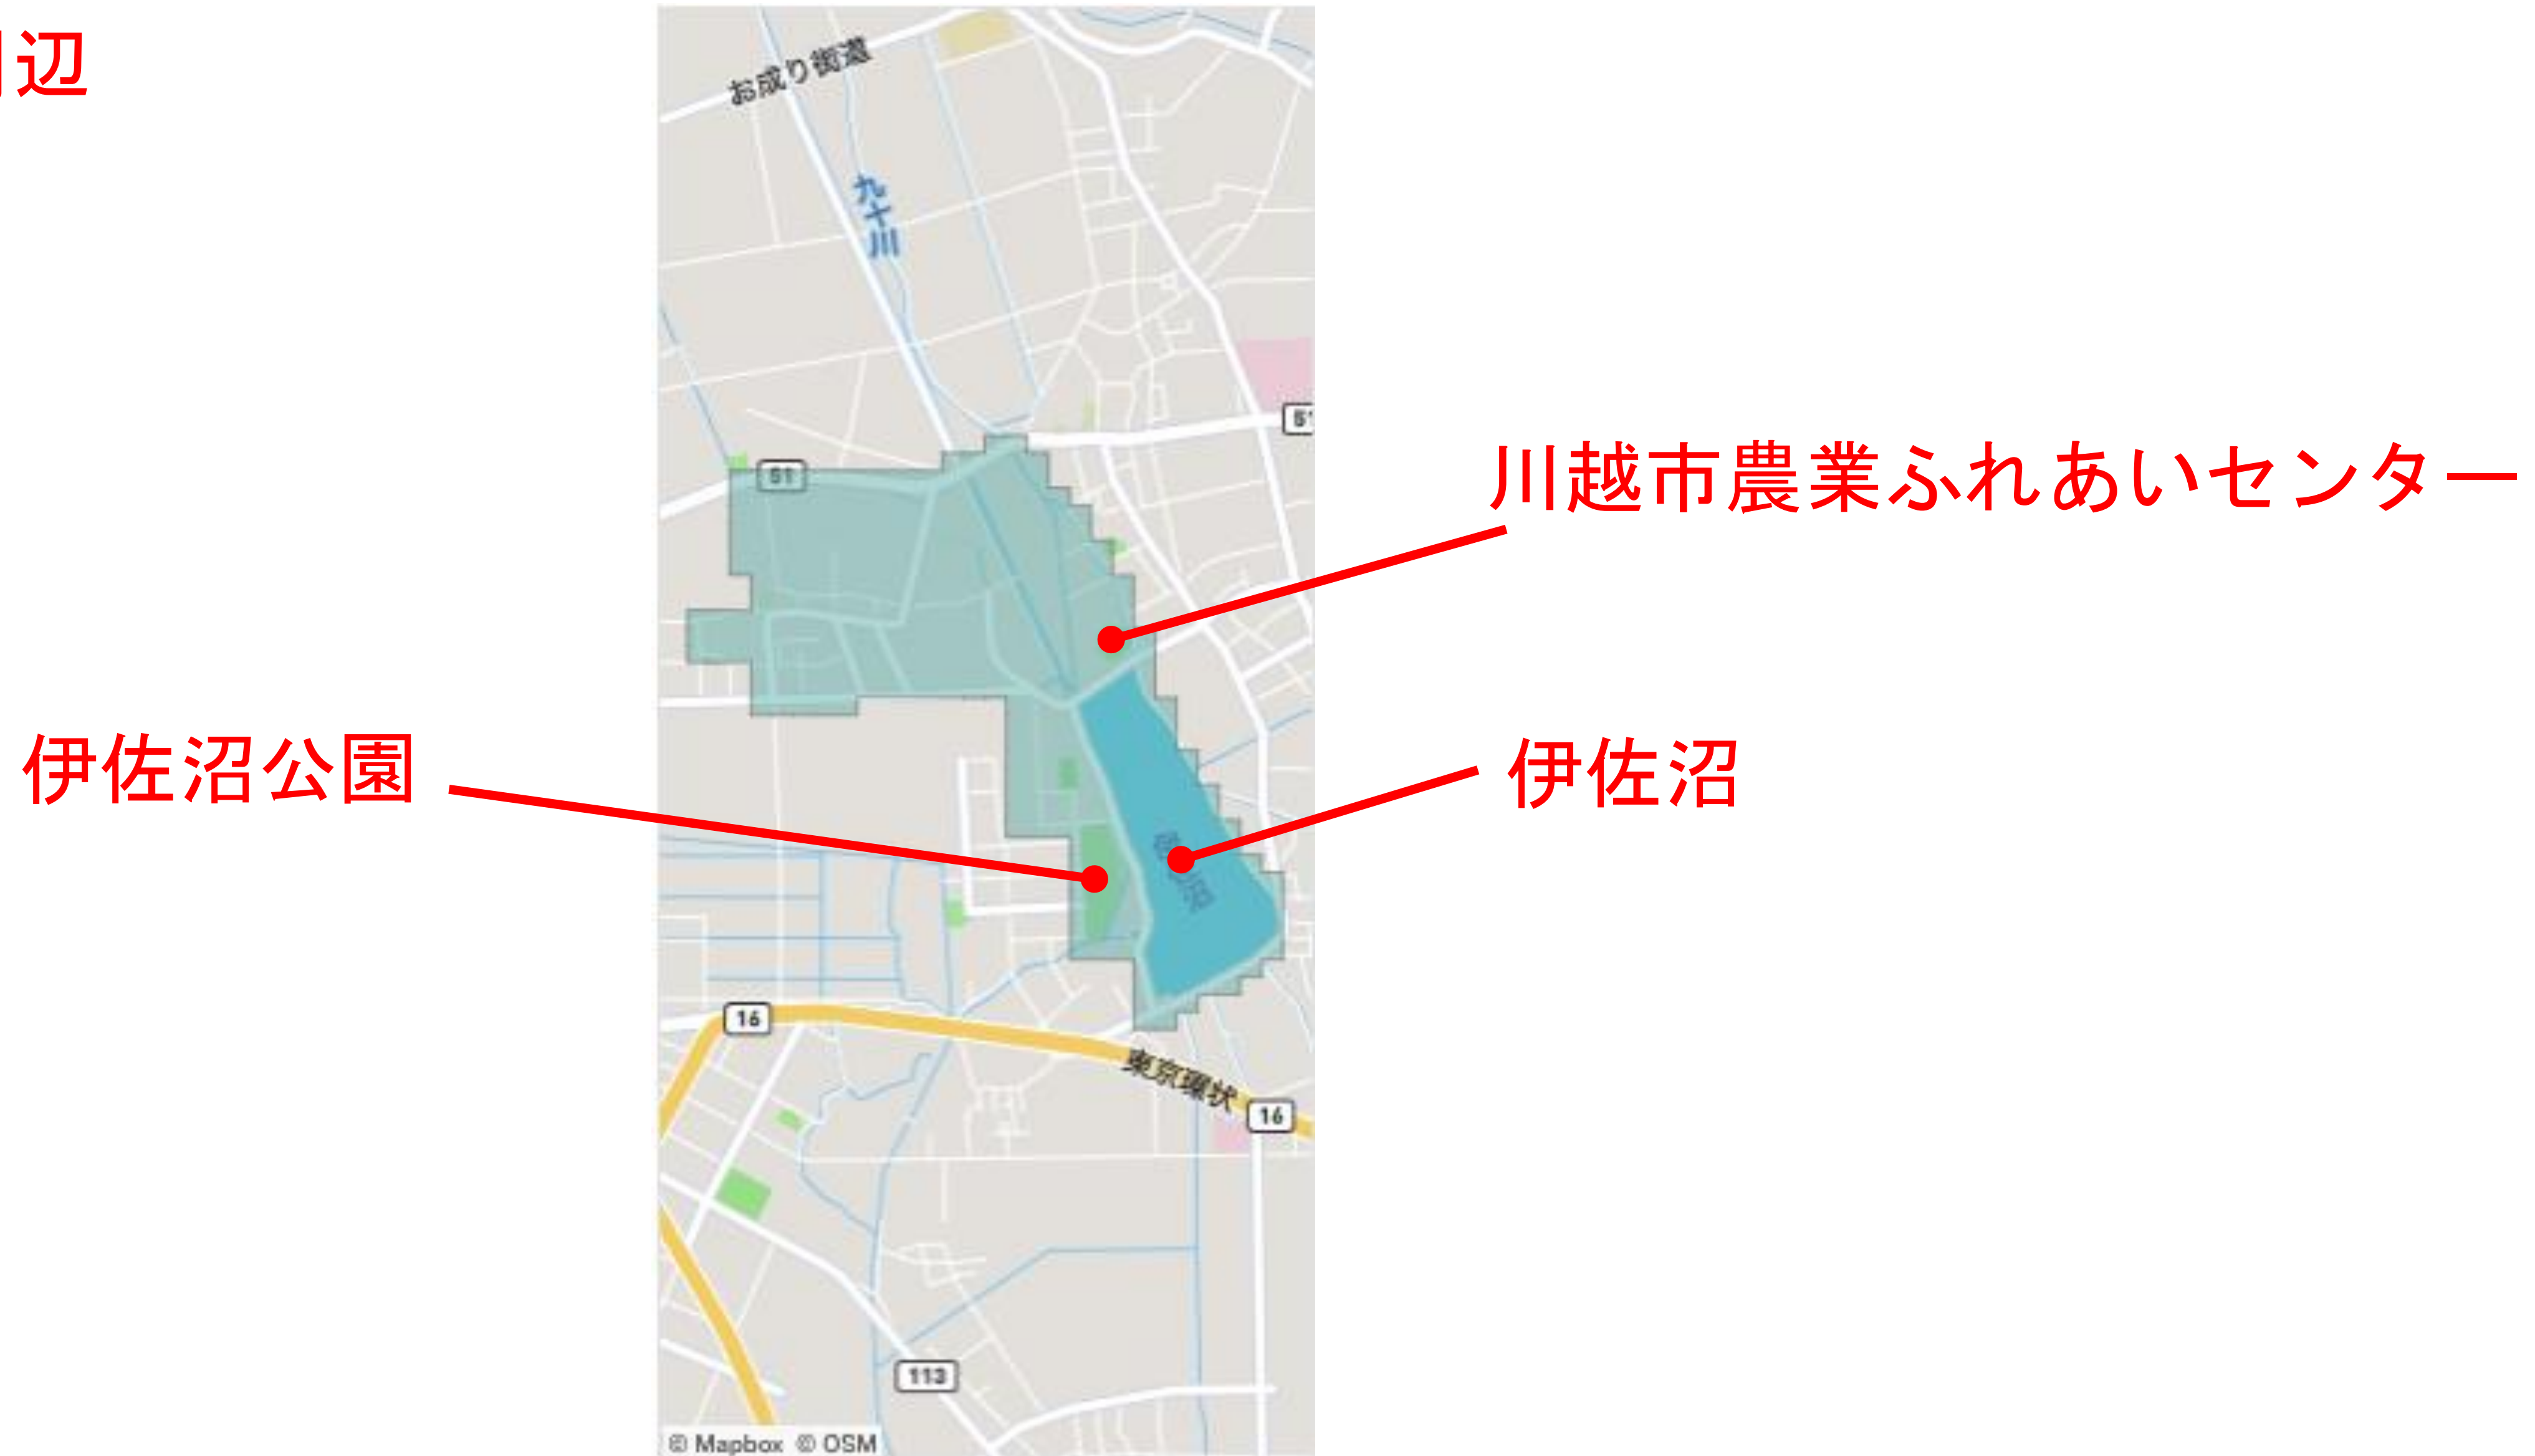 辺
お成り街道
九十川
51
51
川越市農業ふれあいセンター
伊佐沼公園
伊佐沼
16
東京環状
16
113
© Mapbox © OSM